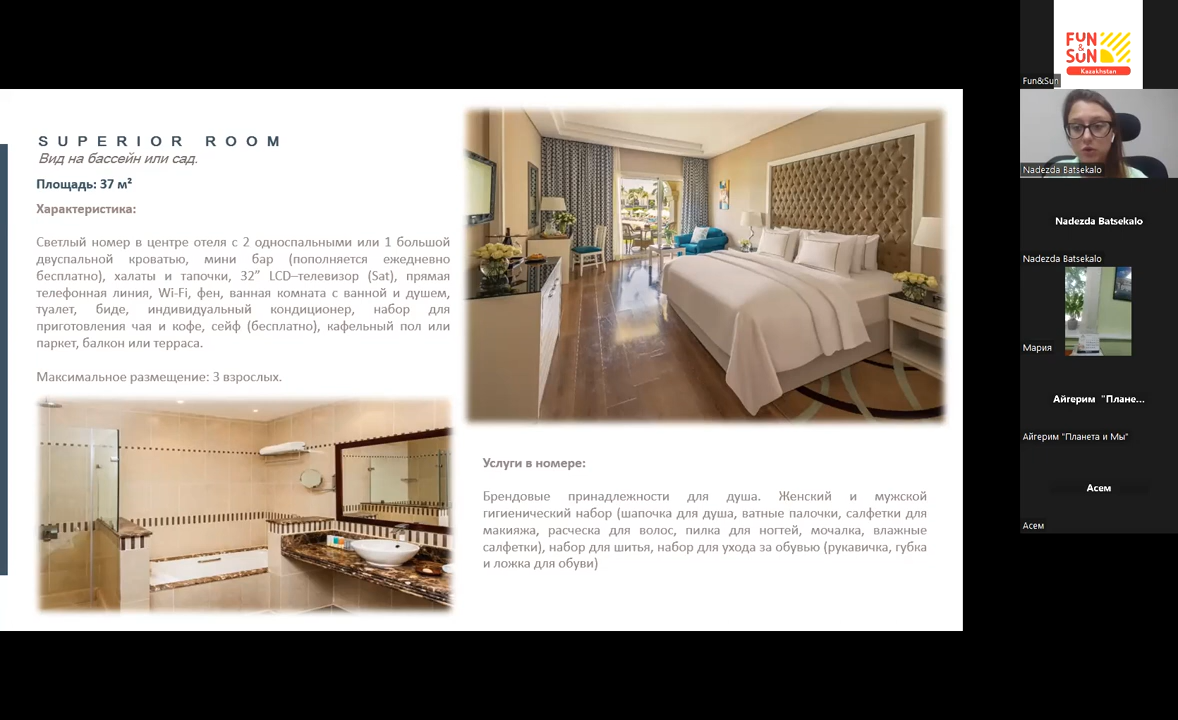 SUPERIOR ROOM
Вид на бассейн или сад.
Площадь: 37 м²
Характеристика:
Светлый номер в центре отеля с 2 односпальными или 1 большой
двуспальной кроватью, мини бар (пополняется ежедневно
бесплатно), халаты и тапочки, 32” LCD–телевизор (Sat), прямая
телефонная линия, Wi-Fi, фен, ванная комната с ванной и душем,
туалет, биде, индивидуальный кондиционер, набор для
приготовления чая и кофе, сейф (бесплатно), кафельный пол или
паркет, балкон или терраса.
Максимальное размещение: 3 взрослых.
Услуги в номере:
Брендовые принадлежности для душа. Женский и мужской
гигиенический набор (шапочка для душа, ватные палочки, салфетки для
макияжа, расческа для волос, пилка для ногтей, мочалка, влажные
салфетки), набор для шитья, набор для ухода за обувью (рукавичка, губка
и ложка для обуви)
FUN
&
SUN
Kazakhstan
Fun&Sun
Nadezda Batsekalo
Nadezda Batsekalo
Nadezda Batsekalo
Мария
Айгерим "Плане...
Айгерим "Планета и Мы"
Асем
Асем